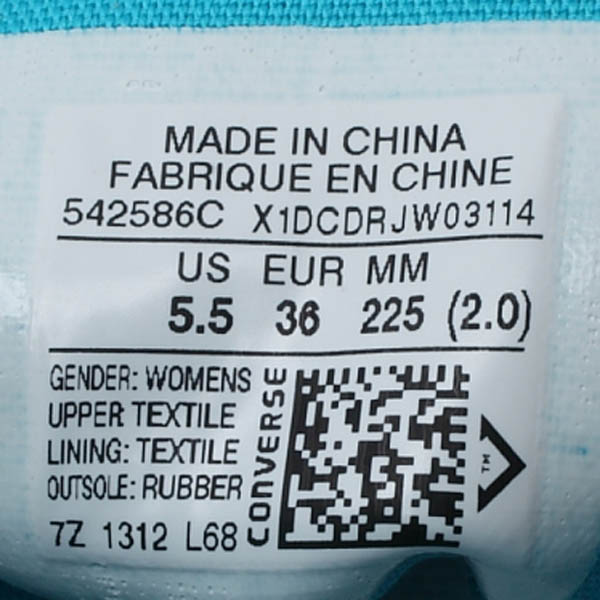 MADE IN CHINA
FABRIQUE EN CHINE
542586C X1DCDRJW03114
US EUR MM
5.5 36 225 (2.0)
GENDER: WOMENS
UPPER TEXTILE
LINING: TEXTILE
OUTSOLE: RUBBER
7Z 1312 L68
CONVERSE
TM